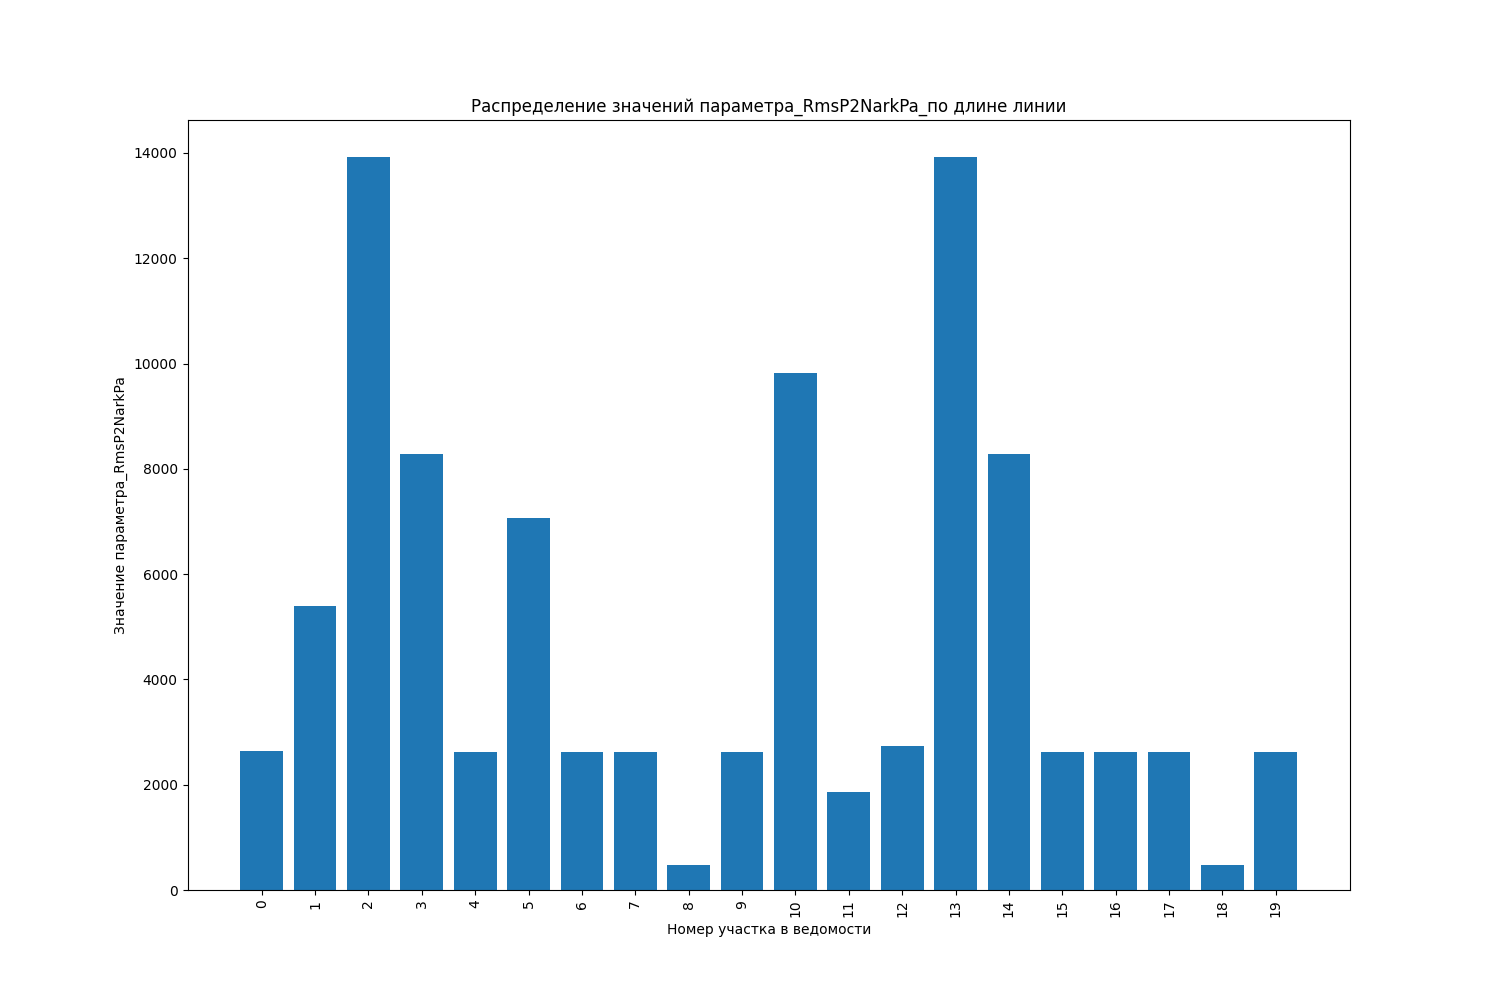 Распределение значений параметра_RmsP2NarkPa_по длине линии
Значение параметра_RmsP2NarkPa
14000
12000
10000
8000
6000
4000
2000
0
0 1 2 3 4 5 6 7 8 9 10 11 12 13 14 15 16 17 18 19
Номер участка в ведомости